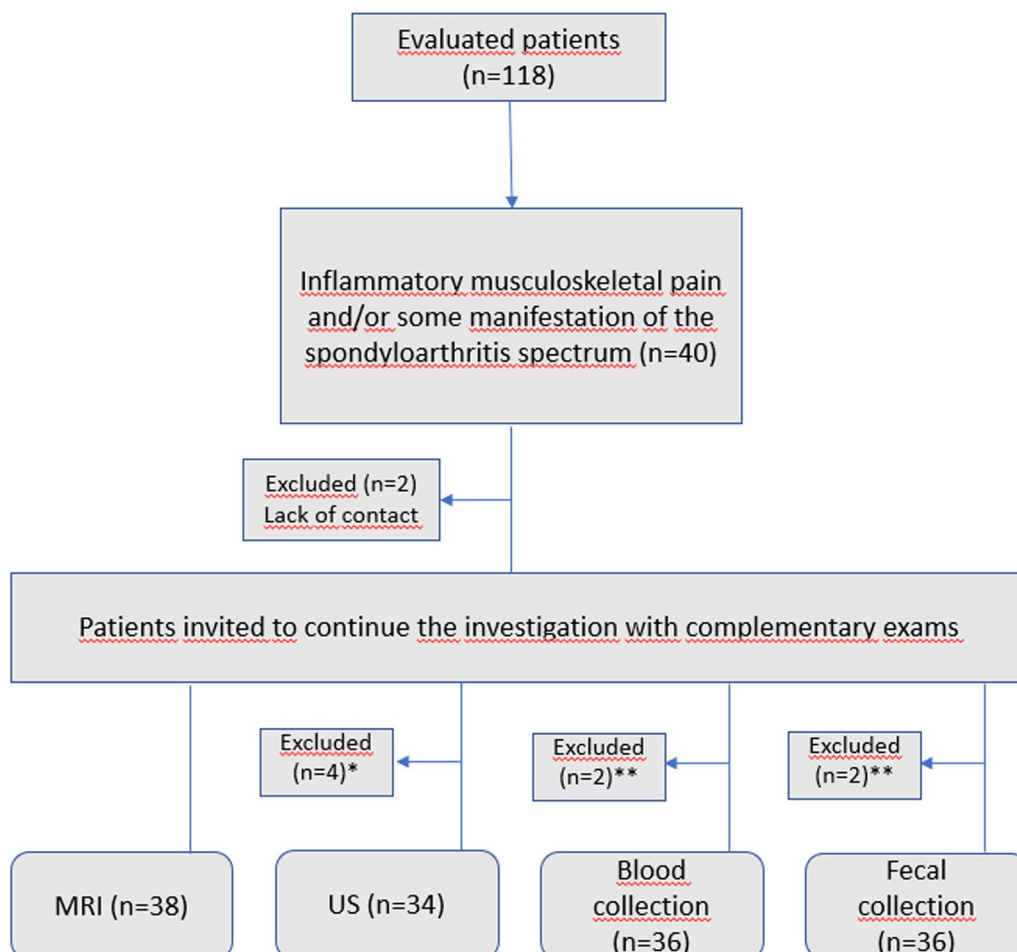 Evaluated patients
(n=118)
Inflammatory musculoskeletal pain
and/or some manifestation of the
spondyloarthritis spectrum (n=40)
Excluded (n=2)
Lack of contact
Patients invited to continue the investigation with complementary exams
Excluded
(n=4)*
Excluded
(n=2)**
Excluded
(n=2)**
MRI (n=38)
US (n=34)
Blood
collection
(n=36)
Fecal
collection
(n=36)